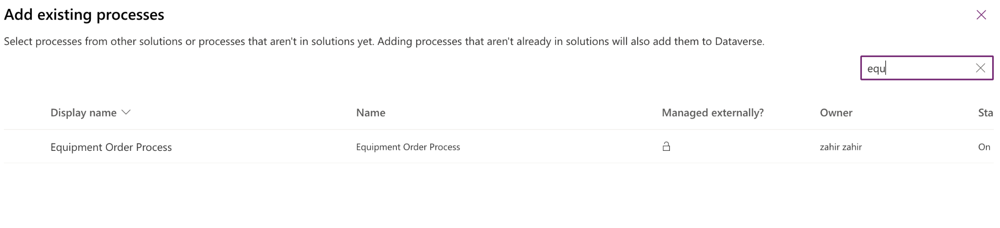 Add existing processes
Select processes from other solutions or processes that aren't in solutions yet. Adding processes that aren't already in solutions will also add them to Dataverse.
equ
Display name Name Managed externally? Owner Sta
Equipment Order Process Equipment Order Process zahir zahir On